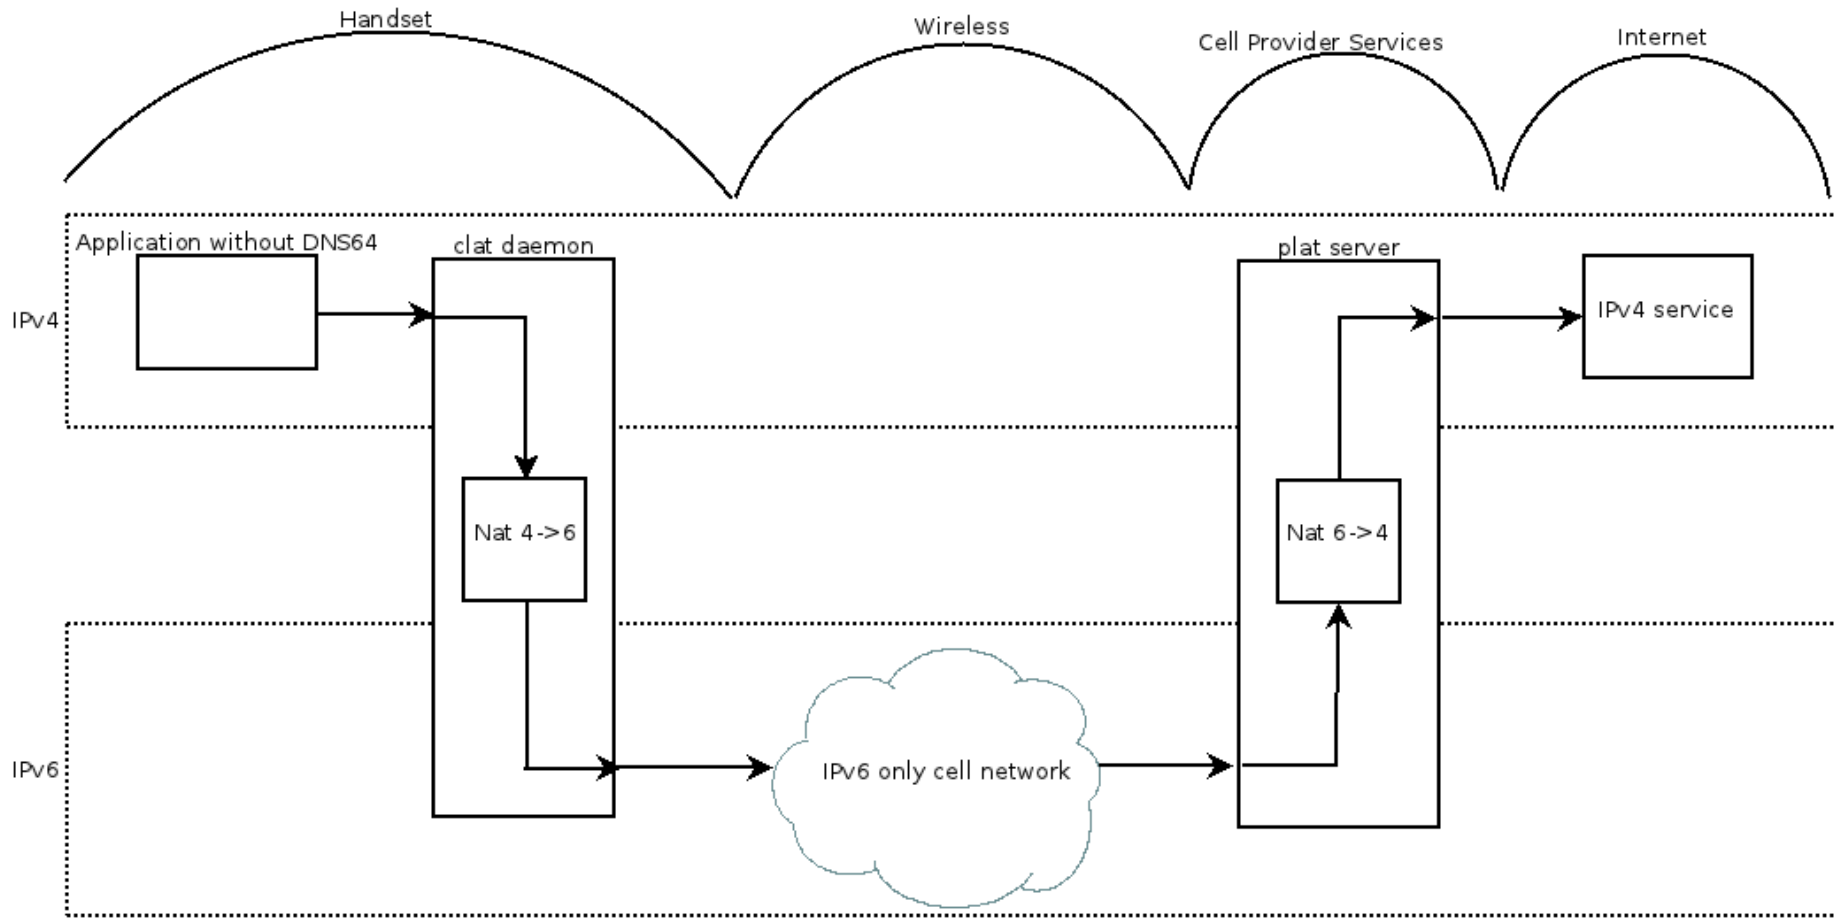 Handset
Wireless
Cell Provider Services
Internet
Application without DNS64
clat daemon
plat server
IPv4
IPv4 service
Nat 4->6
Nat 6->4
IPv6
IPv6 only cell network